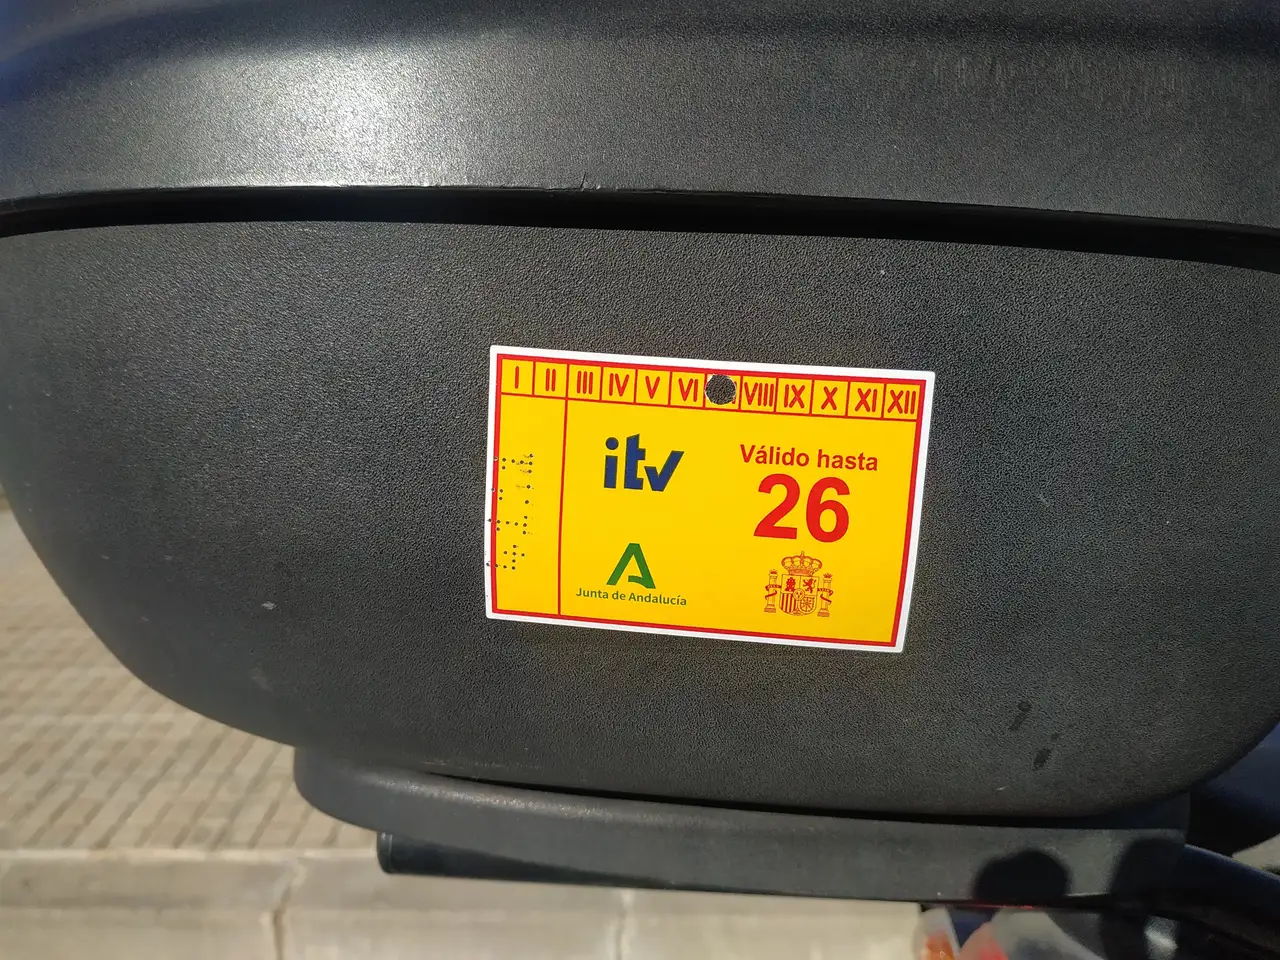 I II III IV V VI VIII IX X XI XII
itv
Válido hasta
26
Junta de Andalucía